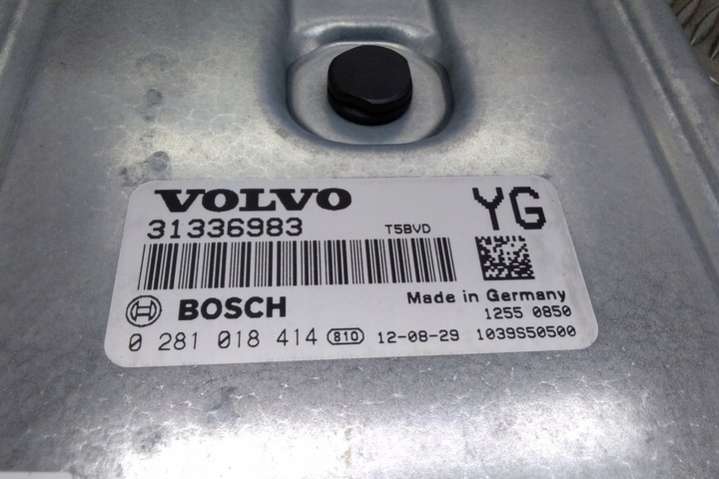 VOLVO
YG
31336983 T5BVD
BOSCH
Made in Germany
1255 0850
0 281 018 414 810 12-08-29 1039S50500